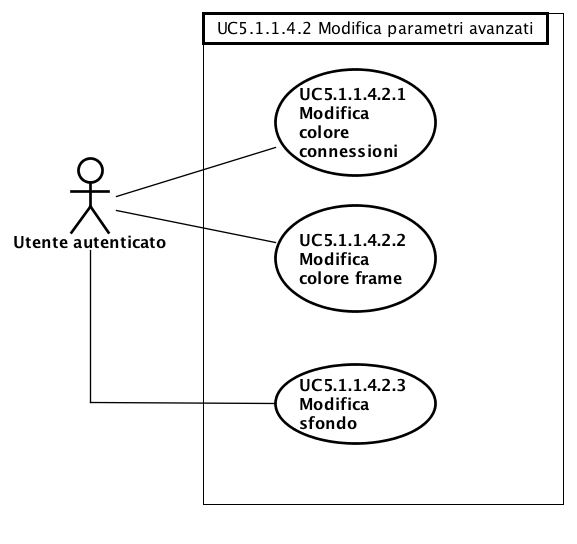 UC5.1.1.4.2 Modifica parametri avanzati
UC5.1.1.4.2.1
Modifica
colore
connessioni
Utente autenticato
UC5.1.1.4.2.2
Modifica
colore frame
UC5.1.1.4.2.3
Modifica
sfondo